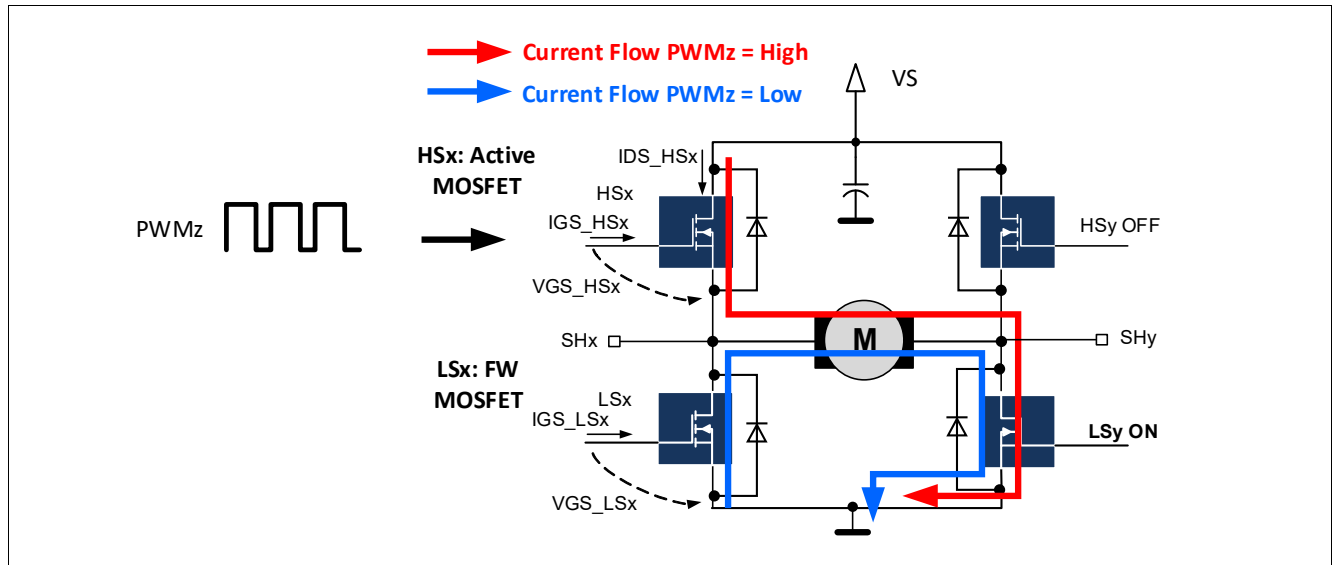 Current Flow PWMz = High
Current Flow PWMz = Low
VS
HSx: Active
MOSFET
IDS_HSx
HSx
PWMz
IGS_HSx
HSy OFF
VGS_HSx
SHx
M
SHy
LSx: FW
MOSFET
LSx
IGS_LSx
LSy ON
VGS_LSx